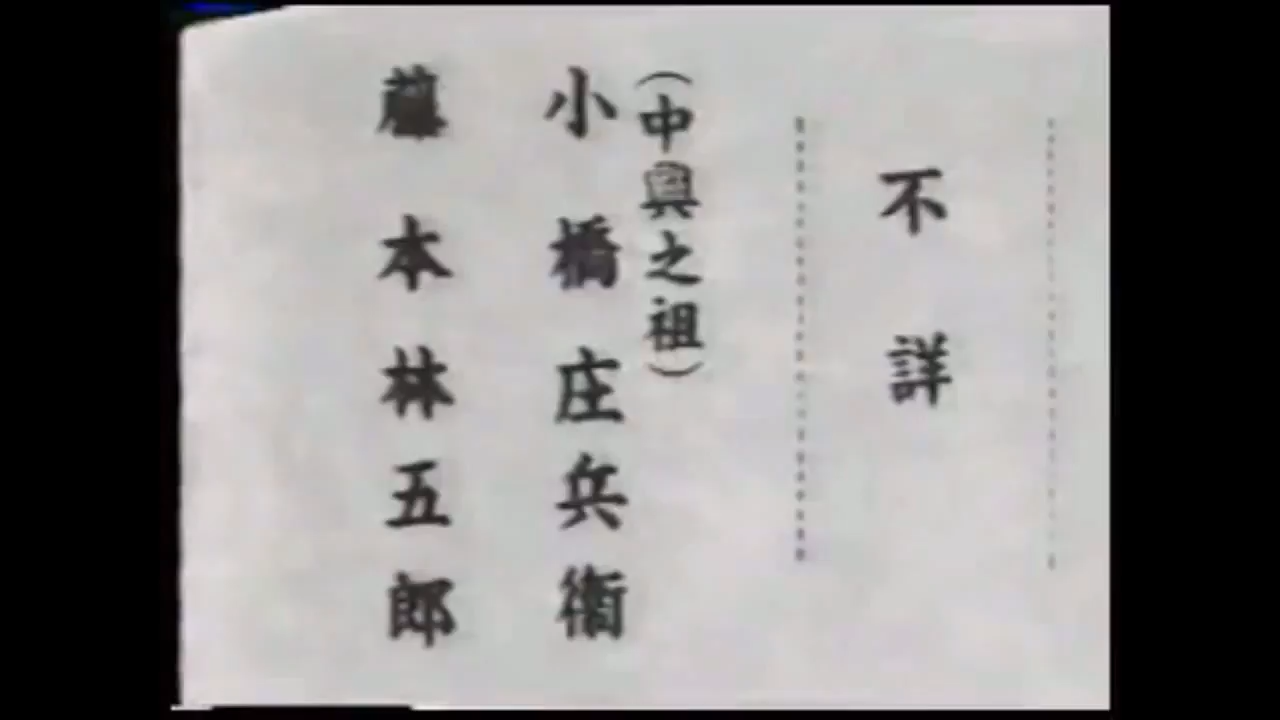 不詳
（中興之祖）
小橋庄兵衛
藤本林五郎